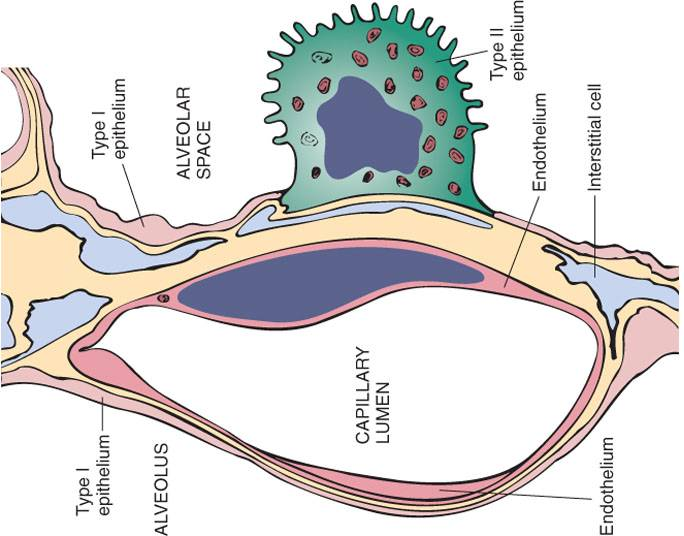 Type I
epithelium
ALVEOLAR
SPACE
Type II
epithelium
Endothelium
Interstitial cell
Type I
epithelium
ALVEOLUS
CAPILLARY
LUMEN
Endothelium